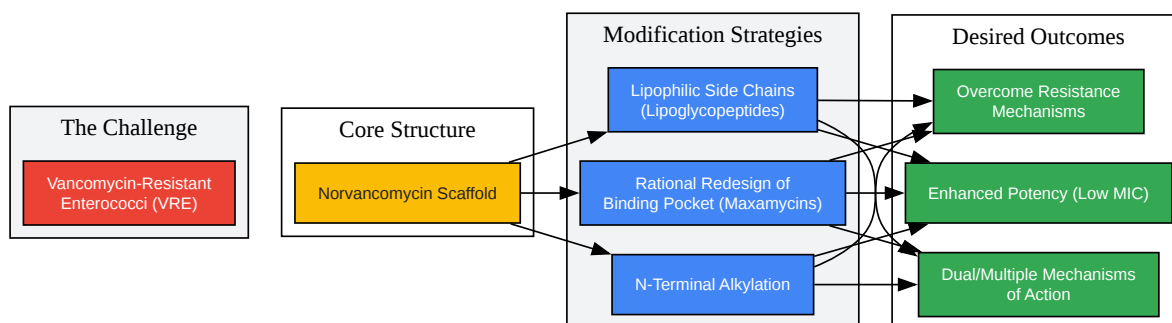 The Challenge
Vancomycin-Resistant
Enterococci (VRE)
Core Structure
Norvancomycin Scaffold
Modification Strategies
Lipophilic Side Chains
(Lipoglycopeptides)
Rational Redesign of
Binding Pocket (Maxamycins)
N-Terminal Alkylation
Desired Outcomes
Overcome Resistance
Mechanisms
Enhanced Potency (Low MIC)
Dual/Multiple Mechanisms
of Action